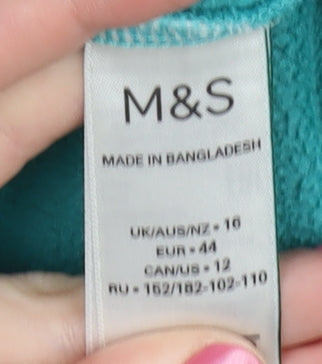 M&S
MADE IN BANGLADESH
UK/AUS/NZ - 16
EUR - 44
CAN/US - 12
RU - 152/182-102-110